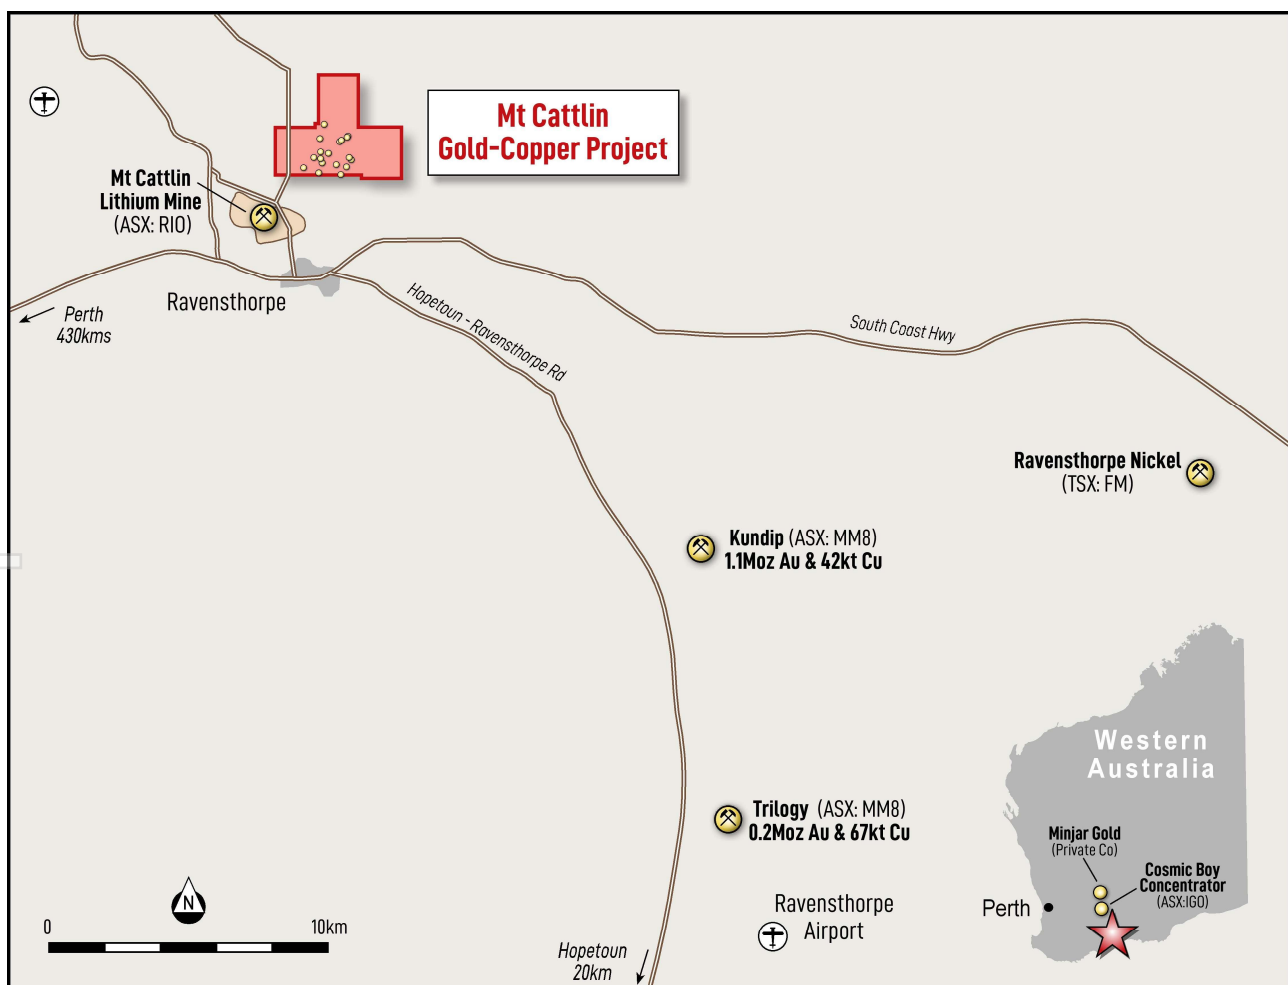 Mt Cattlin
Gold-Copper Project
Mt Cattlin
Lithium Mine
(ASX: RIO)
Ravensthorpe
Perth
430kms
Hopetoun - Ravensthorpe Rd
South Coast Hwy
Ravensthorpe Nickel
(TSX: FM)
Kundip (ASX: MM8)
1.1Moz Au & 42kt Cu
Trilogy (ASX: MM8)
0.2Moz Au & 67kt Cu
Western
Australia
Minjar Gold
(Private Co)
Cosmic Boy
Concentrator
(ASX:IGO)
Perth
Ravensthorpe
Airport
N
0 10km
Hopetoun
20km